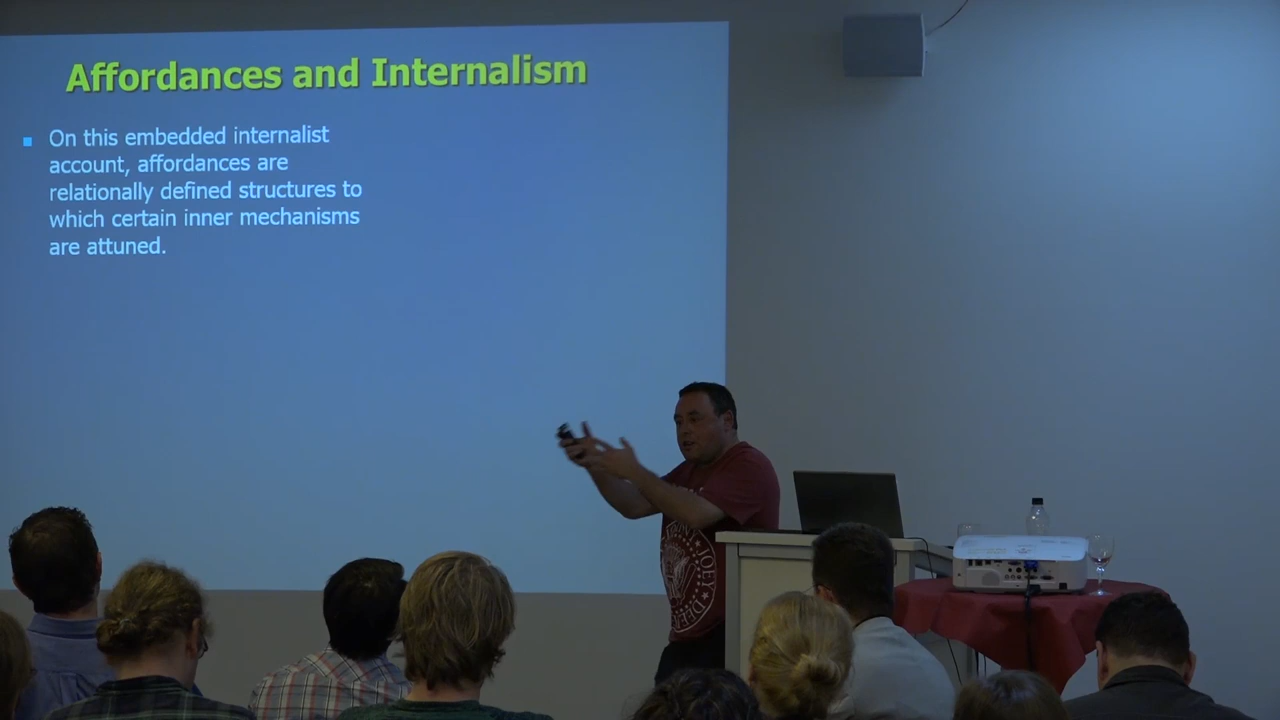 Affordances and Internalism
On this embedded internalist
account, affordances are
relationally defined structures to
which certain inner mechanisms
are attuned.
JOEY